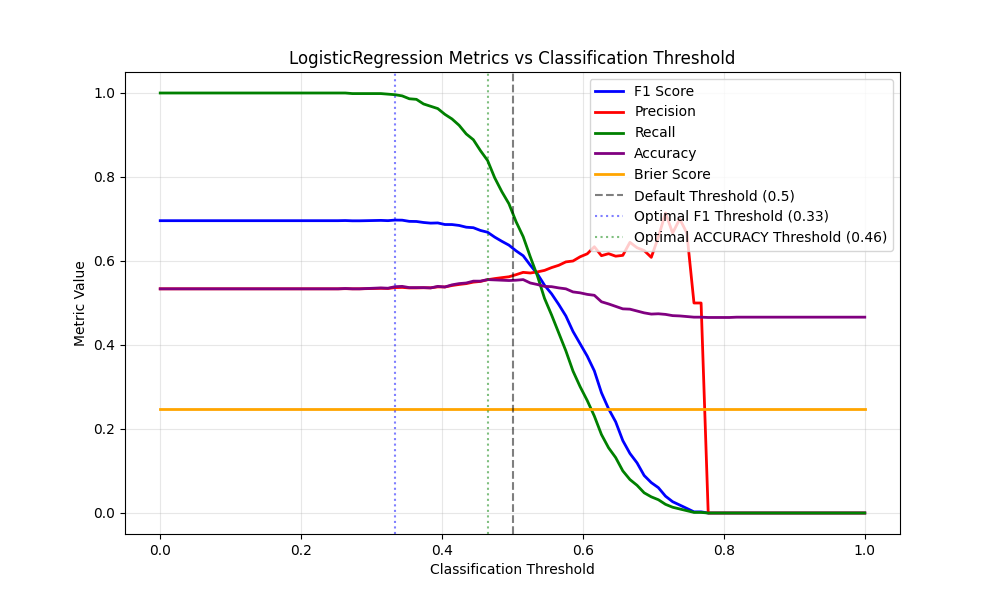 LogisticRegression Metrics vs Classification Threshold
Metric Value
1.0
0.8
0.6
0.4
0.2
0.0
F1 Score
Precision
Recall
Accuracy
Brier Score
Default Threshold (0.5)
Optimal F1 Threshold (0.33)
Optimal ACCURACY Threshold (0.46)
0.0 0.2 0.4 0.6 0.8 1.0
Classification Threshold